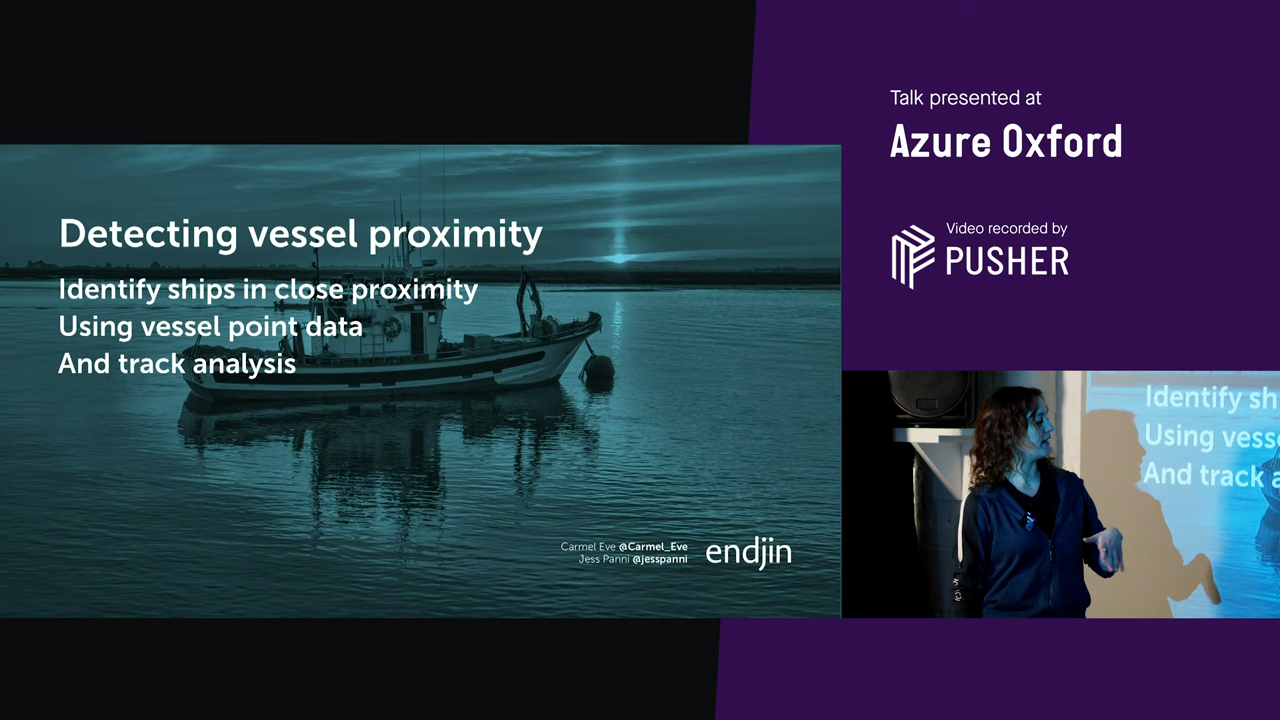 Talk presented at
Azure Oxford
Video recorded by
PUSHER
Detecting vessel proximity
Identify ships in close proximity
Using vessel point data
And track analysis
Carmel Eve @Carmel_Eve
Jess Panni @jesspanni
endjin
Identify sh
Using vess
And track a